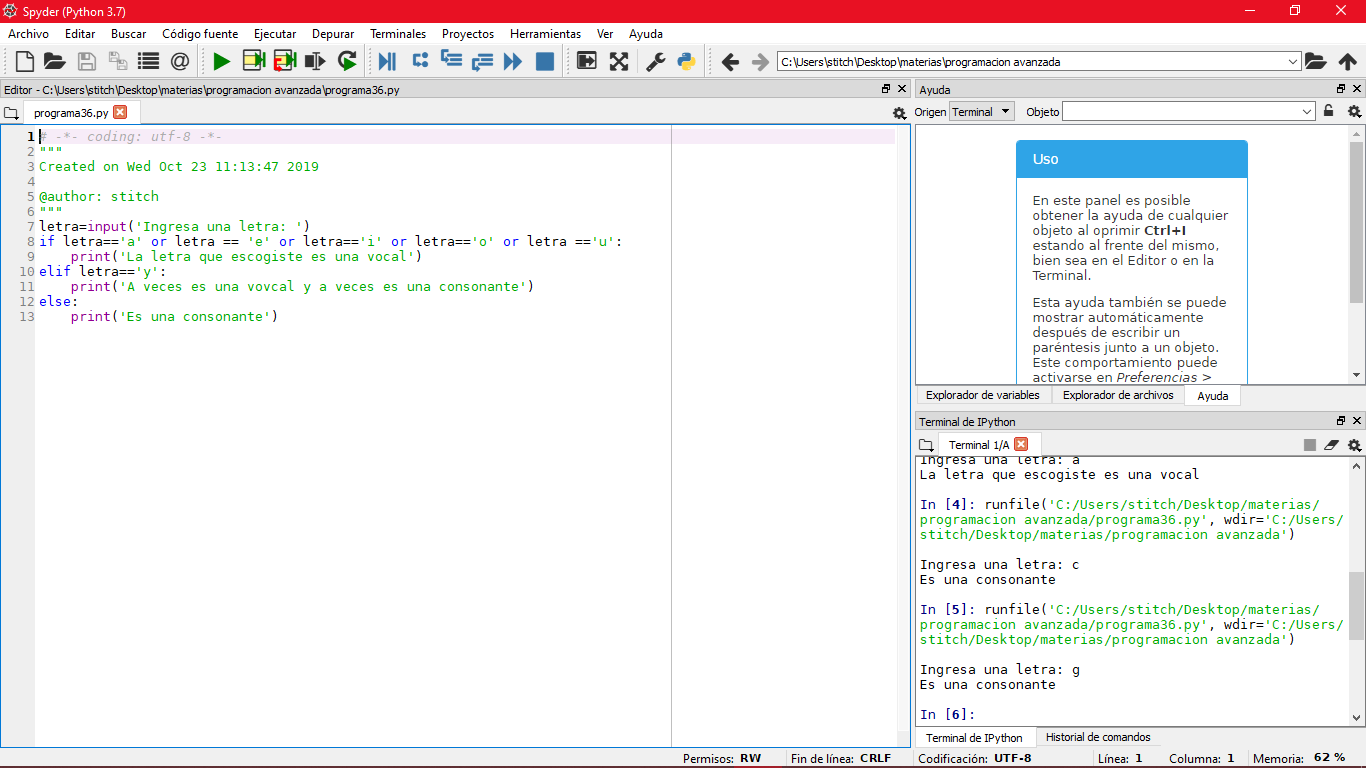 Spyder (Python 3.7)
Archivo Editar Buscar Código fuente Ejecutar Depurar Terminales Proyectos Herramientas Ver Ayuda
C:\Users\stitch\Desktop\materias\programacion avanzada
Editor - C:\Users\stitch\Desktop\materias\programacion avanzada\programa36.py
programa36.py
1 # -*- coding: utf-8 -*-
2 """
3 Created on Wed Oct 23 11:13:47 2019
4
5 @author: stitch
6 """
7 letra=input('Ingresa una letra: ')
8 if letra=='a' or letra == 'e' or letra=='i' or letra=='o' or letra =='u':
9     print('La letra que escogiste es una vocal')
10 elif letra=='y':
11     print('A veces es una vovcal y a veces es una consonante')
12 else:
13     print('Es una consonante')
Ayuda
Origen Terminal Objeto
Uso
En este panel es posible
obtener la ayuda de cualquier
objeto al oprimir Ctrl+I
estando al frente del mismo,
bien sea en el Editor o en la
Terminal.
Esta ayuda también se puede
mostrar automáticamente
después de escribir un
paréntesis junto a un objeto.
Este comportamiento puede
activarse en Preferencias >
Explorador de variables Explorador de archivos Ayuda
Terminal de IPython
Terminal 1/A
Ingresa una letra: a
La letra que escogiste es una vocal
In [4]: runfile('C:/Users/stitch/Desktop/materias/
programacion avanzada/programa36.py', wdir='C:/Users/
stitch/Desktop/materias/programacion avanzada')
Ingresa una letra: c
Es una consonante
In [5]: runfile('C:/Users/stitch/Desktop/materias/
programacion avanzada/programa36.py', wdir='C:/Users/
stitch/Desktop/materias/programacion avanzada')
Ingresa una letra: g
Es una consonante
In [6]:
Terminal de IPython Historial de comandos
Permisos: RW Fin de línea: CRLF Codificación: UTF-8 Línea: 1 Columna: 1 Memoria: 62 %